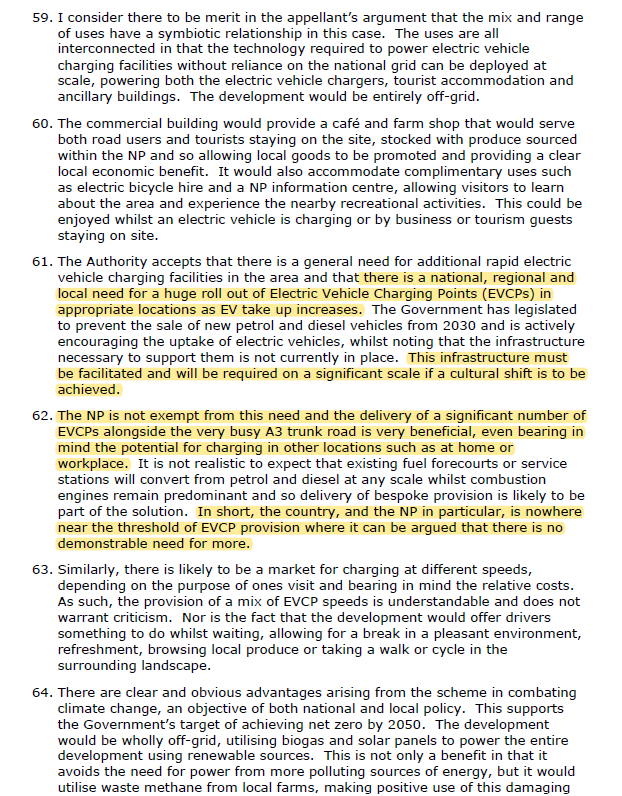 59. I consider there to be merit in the appellant's argument that the mix and range
of uses have a symbiotic relationship in this case.  The uses are all
interconnected in that the technology required to power electric vehicle
charging facilities without reliance on the national grid can be deployed at
scale, powering both the electric vehicle chargers, tourist accommodation and
ancillary buildings.  The development would be entirely off-grid.
60. The commercial building would provide a café and farm shop that would serve
both road users and tourists staying on the site, stocked with produce sourced
within the NP and so allowing local goods to be promoted and providing a clear
local economic benefit.  It would also accommodate complimentary uses such
as electric bicycle hire and a NP information centre, allowing visitors to learn
about the area and experience the nearby recreational activities.  This could be
enjoyed whilst an electric vehicle is charging or by business or tourism guests
staying on site.
61. The Authority accepts that there is a general need for additional rapid electric
vehicle charging facilities in the area and that there is a national, regional and
local need for a huge roll out of Electric Vehicle Charging Points (EVCPs) in
appropriate locations as EV take up increases.  The Government has legislated
to prevent the sale of new petrol and diesel vehicles from 2030 and is actively
encouraging the uptake of electric vehicles, whilst noting that the infrastructure
necessary to support them is not currently in place.  This infrastructure must
be facilitated and will be required on a significant scale if a cultural shift is to be
achieved.
62. The NP is not exempt from this need and the delivery of a significant number of
EVCPs alongside the very busy A3 trunk road is very beneficial, even bearing in
mind the potential for charging in other locations such as at home or
workplace.  It is not realistic to expect that existing fuel forecourts or service
stations will convert from petrol and diesel at any scale whilst combustion
engines remain predominant and so delivery of bespoke provision is likely to be
part of the solution.  In short, the country, and the NP in particular, is nowhere
near the threshold of EVCP provision where it can be argued that there is no
demonstrable need for more.
63. Similarly, there is likely to be a market for charging at different speeds,
depending on the purpose of ones visit and bearing in mind the relative costs.
As such, the provision of a mix of EVCP speeds is understandable and does not
warrant criticism.  Nor is the fact that the development would offer drivers
something to do whilst waiting, allowing for a break in a pleasant environment,
refreshment, browsing local produce or taking a walk or cycle in the
surrounding landscape.
64. There are clear and obvious advantages arising from the scheme in combating
climate change, an objective of both national and local policy.  This supports
the Government's target of achieving net zero by 2050.  The development
would be wholly off-grid, utilising biogas and solar panels to power the entire
development using renewable sources.  This is not only a benefit in that it
avoids the need for power from more polluting sources of energy, but it would
utilise waste methane from local farms, making positive use of this damaging